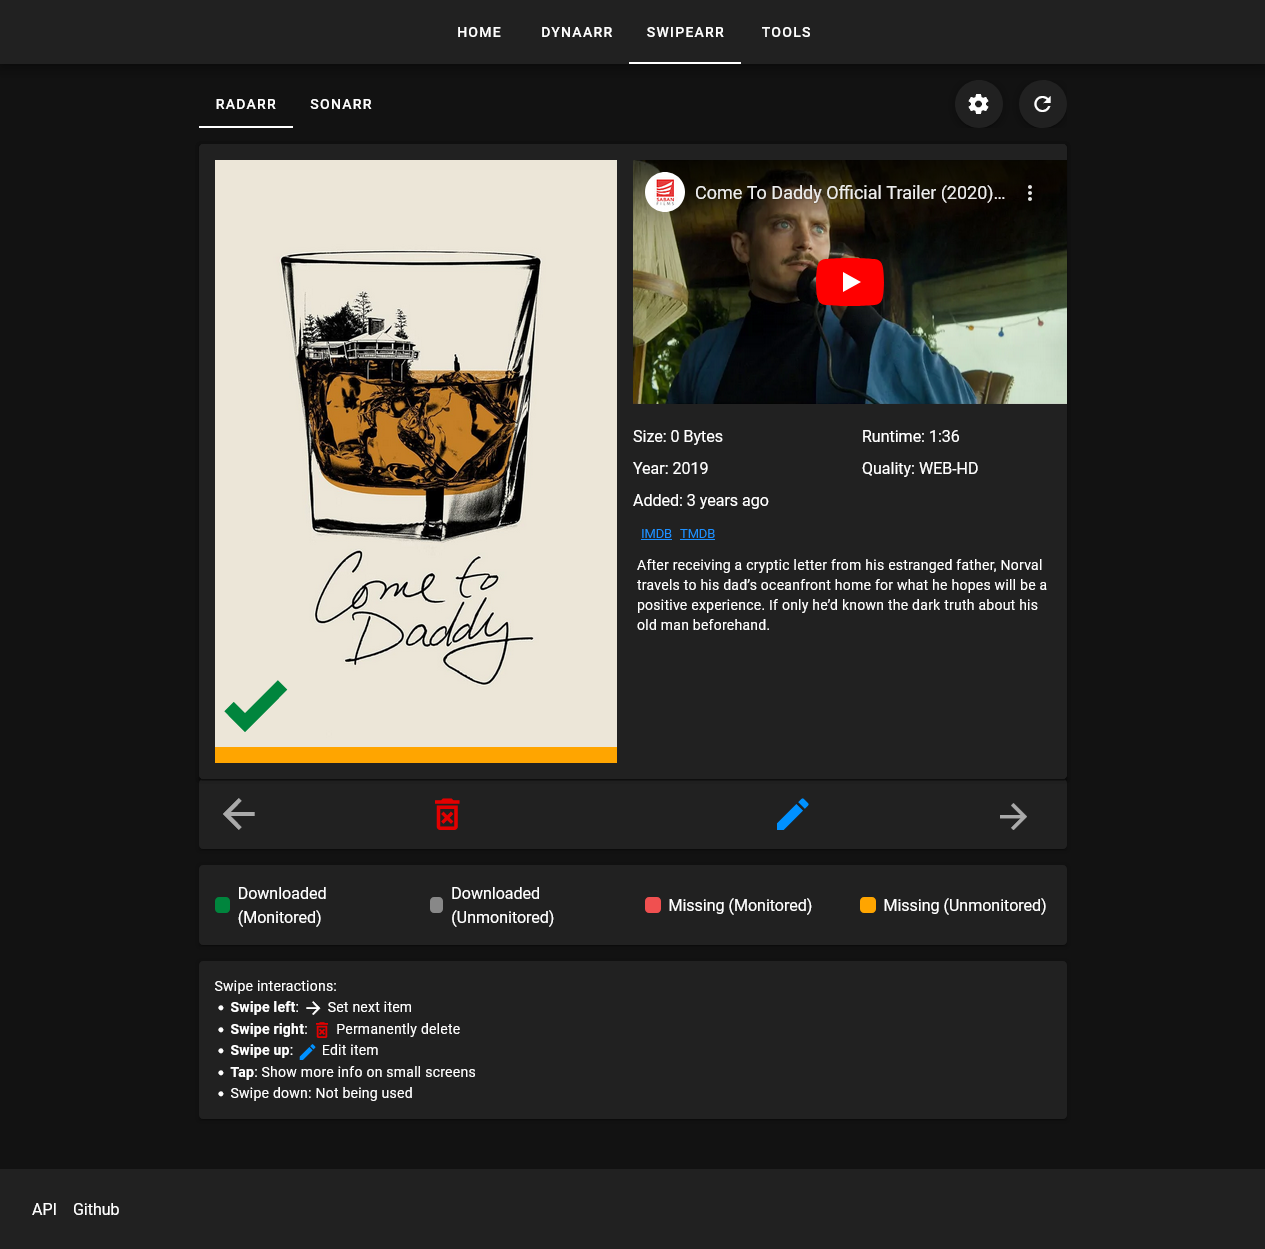 HOME DYNAARR SWIPEARR TOOLS
RADARR SONARR
Come to
Daddy
SABAN
FILMS
Come To Daddy Official Trailer (2020)...
Size: 0 Bytes
Runtime: 1:36
Year: 2019
Quality: WEB-HD
Added: 3 years ago
IMDB TMDB
After receiving a cryptic letter from his estranged father, Norval
travels to his dad’s oceanfront home for what he hopes will be a
positive experience. If only he’d known the dark truth about his
old man beforehand.
Downloaded
(Monitored)
Downloaded
(Unmonitored)
Missing (Monitored)
Missing (Unmonitored)
Swipe interactions:
• Swipe left: Set next item
• Swipe right: Permanently delete
• Swipe up: Edit item
• Tap: Show more info on small screens
• Swipe down: Not being used
API Github